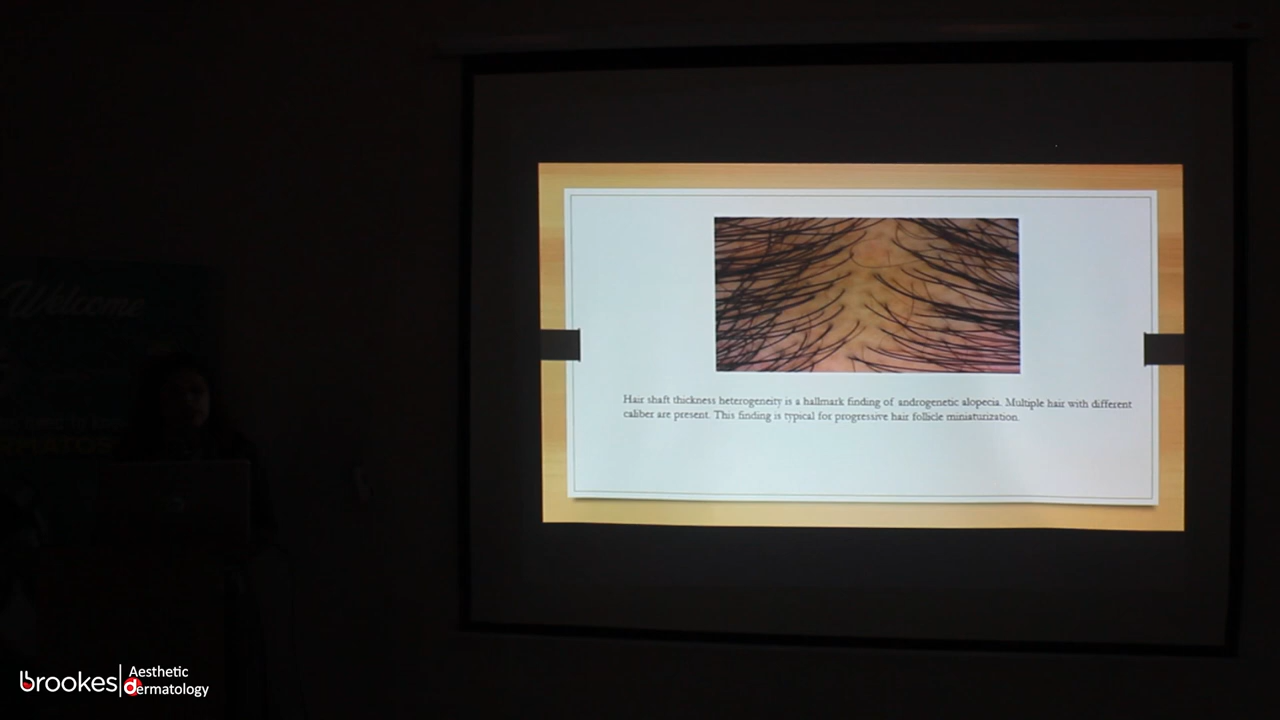 Welcome
Hair shaft thickness heterogeneity is a hallmark finding of androgenetic alopecia. Multiple hair with different
caliber are present. This finding is typical for progressive hair follicle miniaturization.
brookes
Aesthetic
dermatology